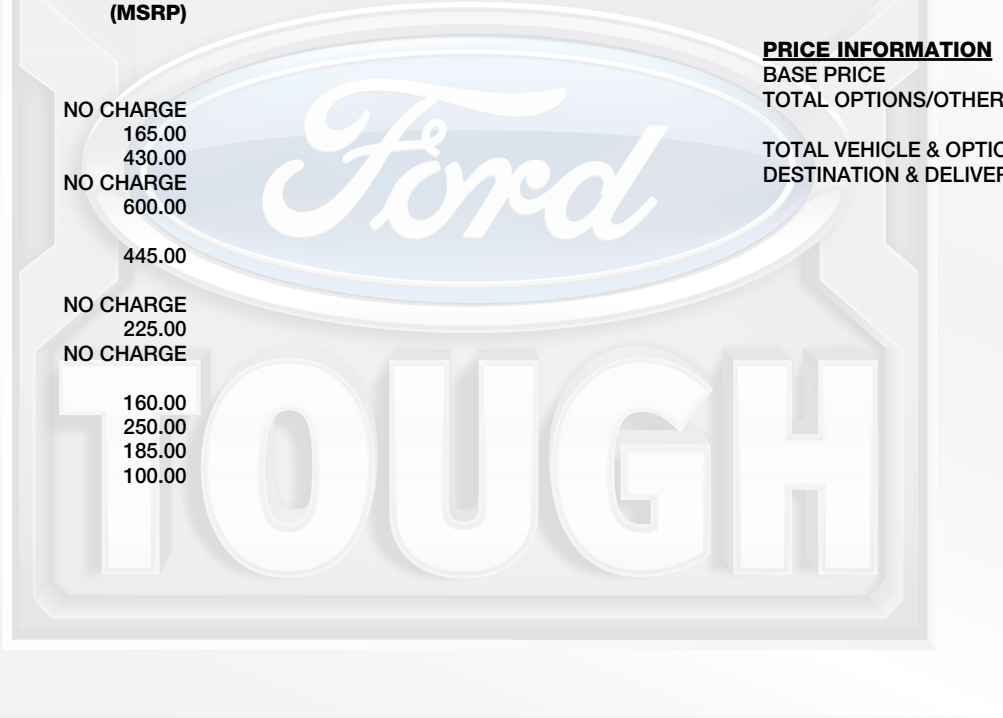 (MSRP)
NO CHARGE
165.00
430.00
NO CHARGE
600.00
445.00
NO CHARGE
225.00
NO CHARGE
160.00
250.00
185.00
100.00
PRICE INFORMATION
BASE PRICE
TOTAL OPTIONS/OTHER
TOTAL VEHICLE & OPTIO
DESTINATION & DELIVER
Ford
TOUGH